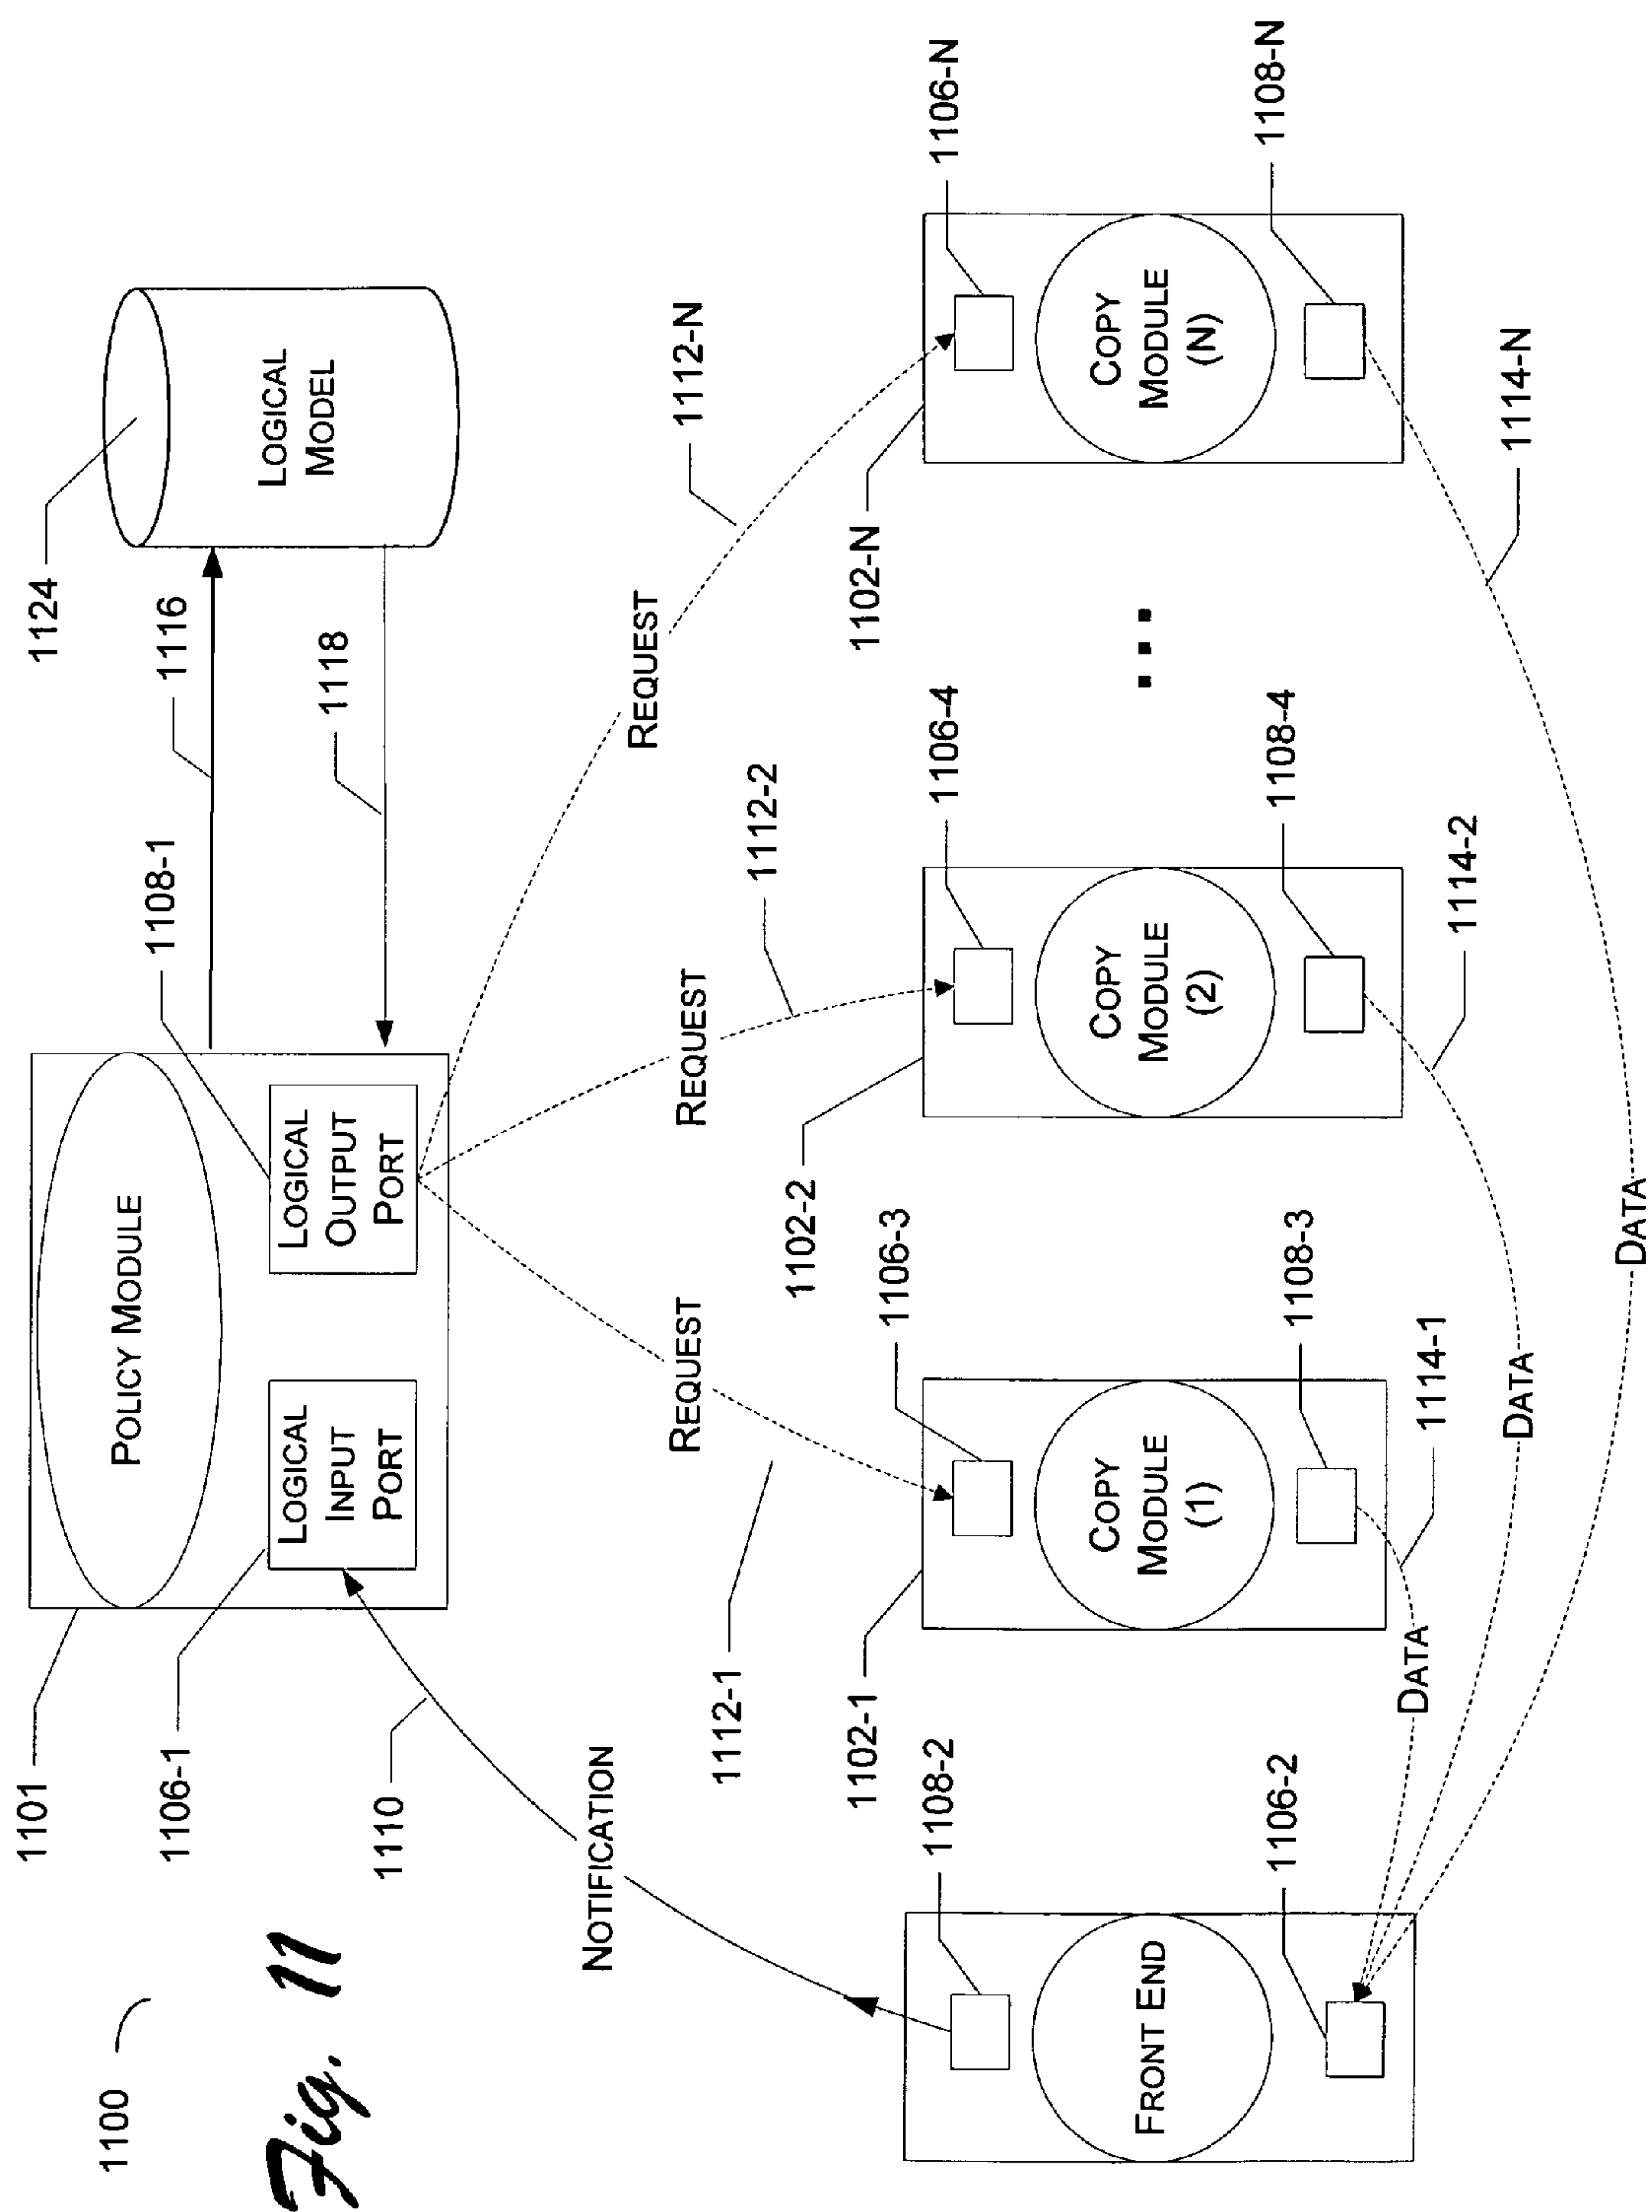 1100
Fig. 11
1101
1106-1
1110
POLICY MODULE
LOGICAL
INPUT
PORT
LOGICAL
OUTPUT
PORT
1108-1
1116
1118
1124
LOGICAL
MODEL
NOTIFICATION
REQUEST
REQUEST
REQUEST
1112-1
1112-2
1112-N
1108-2
FRONT END
1106-2
1102-1
1106-3
COPY
MODULE
(1)
1108-3
1102-2
1106-4
COPY
MODULE
(2)
1108-4
...
1102-N
1106-N
COPY
MODULE
(N)
1108-N
DATA
1114-1
DATA
1114-2
DATA
1114-N